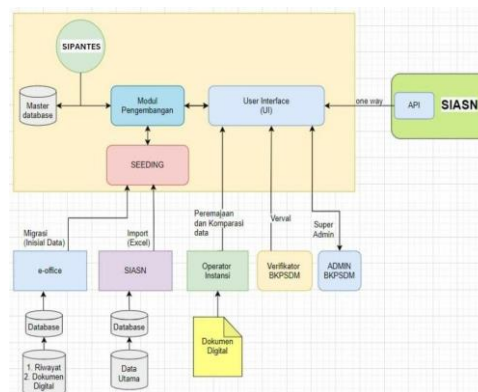 SIPANTES
Master
database
Modul
Pengembangan
User Interface
(UI)
one way
API
SIASN
SEEDING
Migrasi
(Inisial Data)
Import
(Excel)
Peremajaan
dan Komparasi
data
Verval
Super
Admin
e-office
SIASN
Operator
Instansi
Verifikator
BKPSDM
ADMIN
BKPSDM
Database
Database
Dokumen
Digital
1. Riwayat
2. Dokumen
Digital
Data
Utama